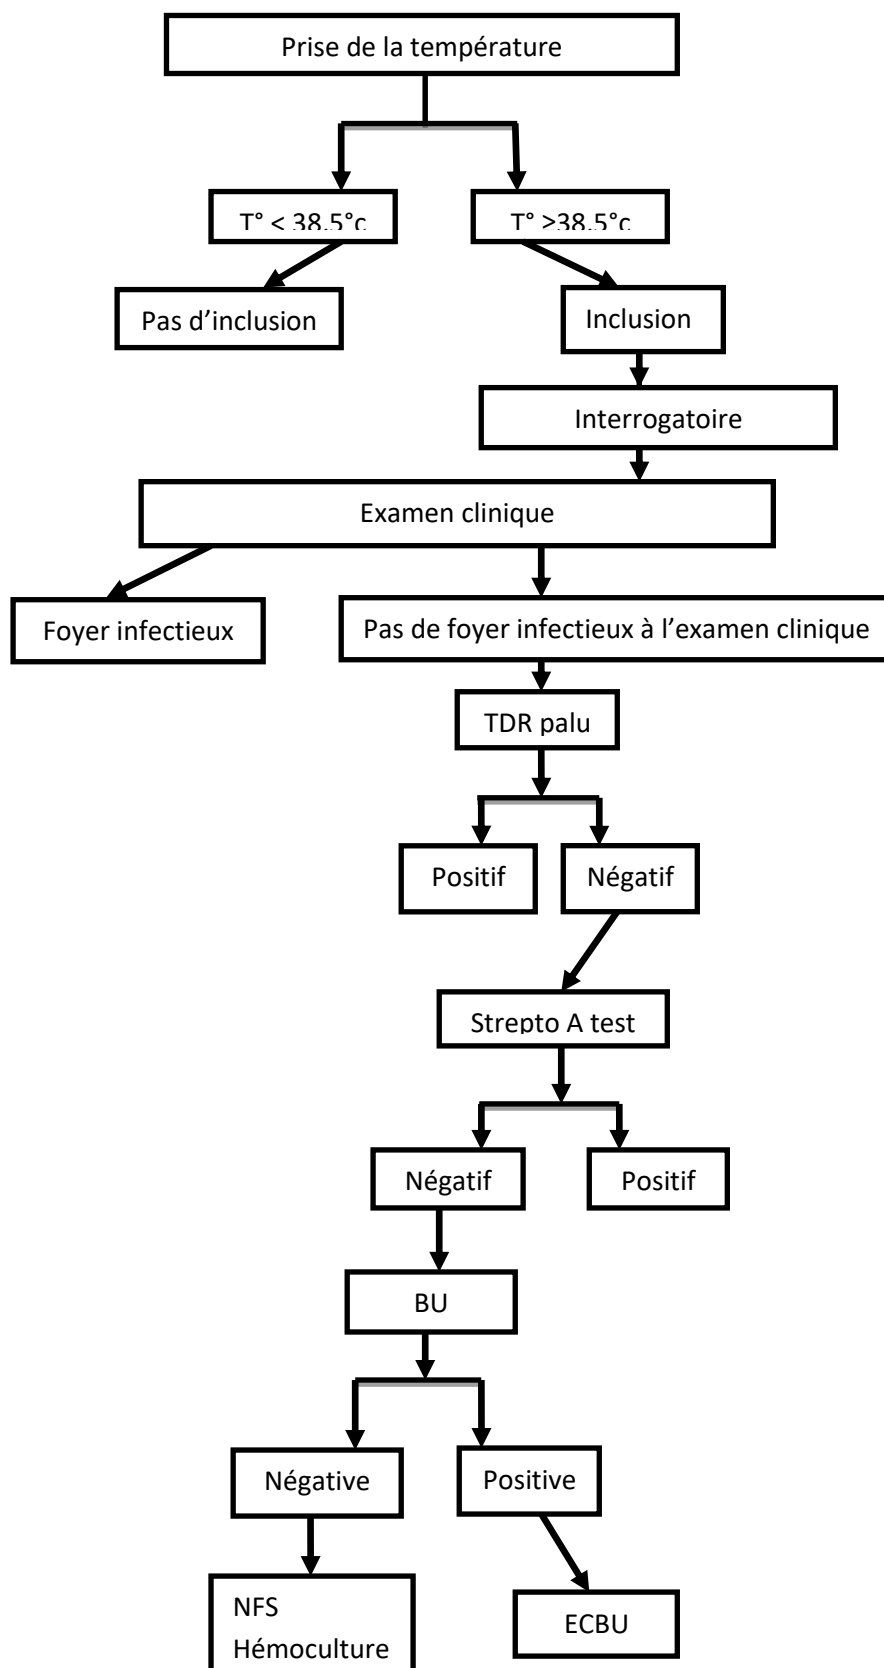 Prise de la température
T° < 38.5°c
T° ≥38.5°c
Pas d’inclusion
Inclusion
Interrogatoire
Examen clinique
Foyer infectieux
Pas de foyer infectieux à l’examen clinique
TDR palu
Positif
Négatif
Strepto A test
Négatif
Positif
BU
Négative
Positive
NFS
Hémoculture
ECBU